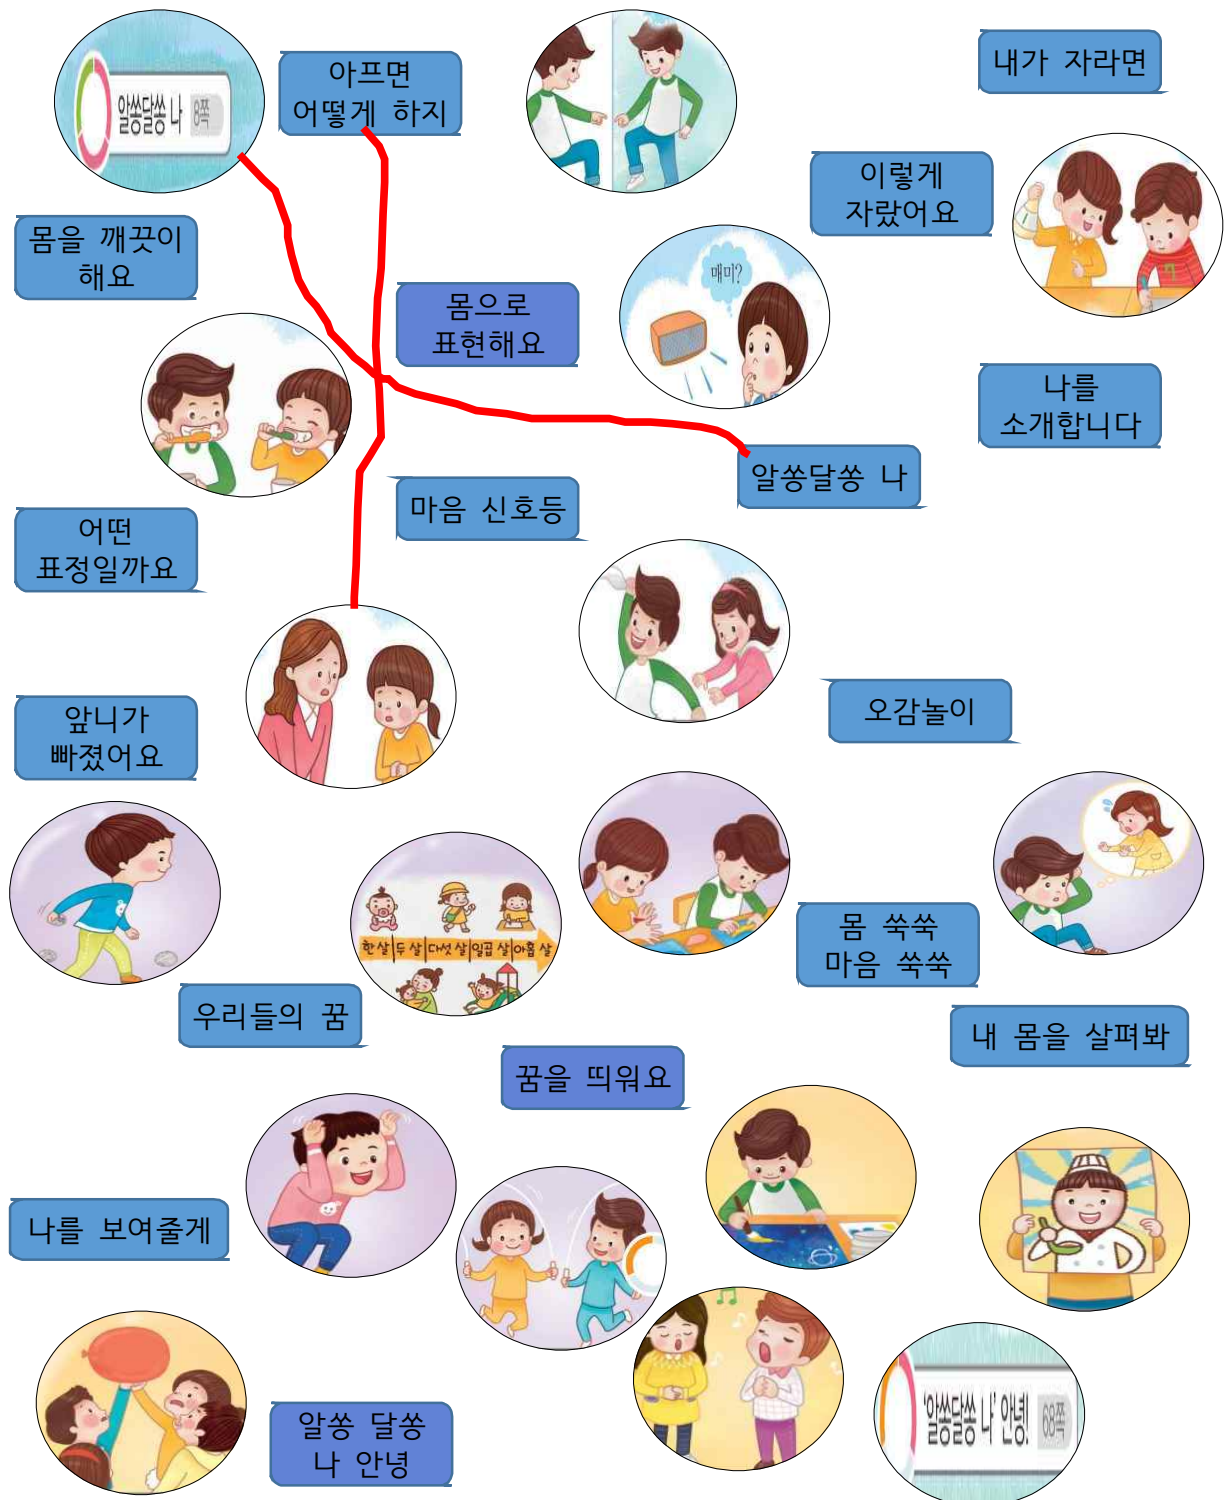 알쏭달쏭 나 8쪽
아프면
어떻게 하지
내가 자라면
이렇게
자랐어요
몸을 깨끗이
해요
매미?
몸으로
표현해요
나를
소개합니다
알쏭달쏭 나
마음 신호등
어떤
표정일까요
오감놀이
앞니가
빠졌어요
한 살 두 살 다섯 살 일곱 살 아홉 살
몸 쑥쑥
마음 쑥쑥
우리들의 꿈
내 몸을 살펴봐
꿈을 띄워요
나를 보여줄게
알쏭 달쏭
나 안녕
'알쏭달쏭 나' 안녕! 68쪽